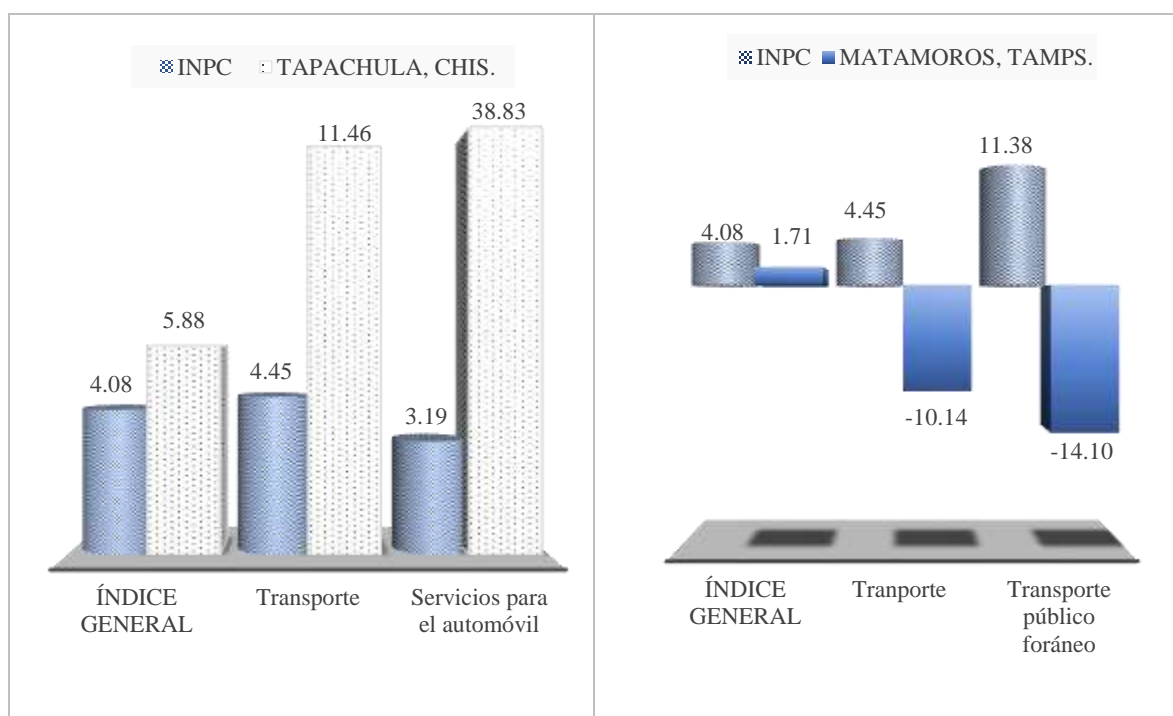 INPC TAPACHULA, CHIS.
38.83
11.46
5.88
4.08
4.45
3.19
ÍNDICE GENERAL
Transporte
Servicios para el automóvil
INPC MATAMOROS, TAMPS.
11.38
4.08
1.71
4.45
-10.14
-14.10
ÍNDICE GENERAL
Tranporte
Transporte público foráneo